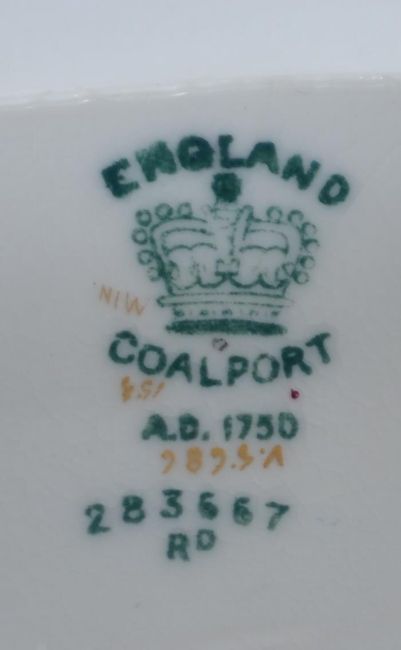 ENGLAND
COALPORT
A.D. 1750
283667
RD